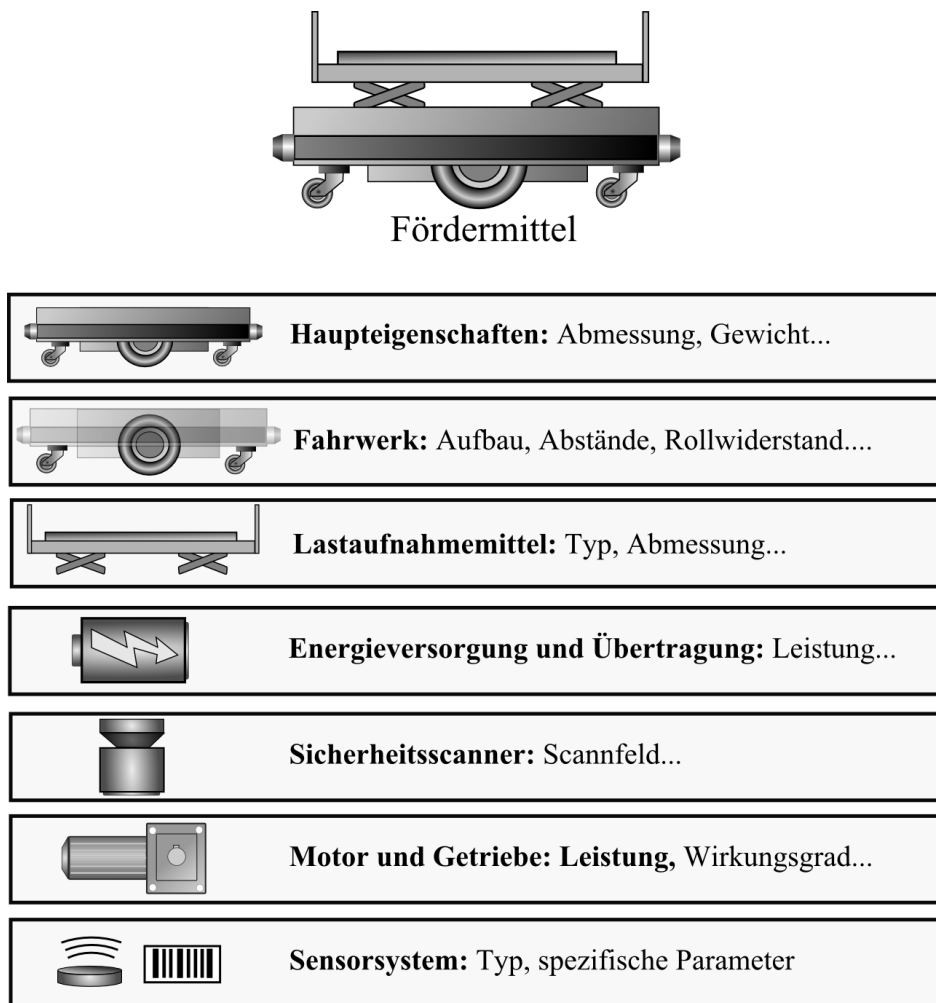 Fördermittel
Haupteigenschaften: Abmessung, Gewicht...
Fahrwerk: Aufbau, Abstände, Rollwiderstand....
Lastaufnahmemittel: Typ, Abmessung...
Energieversorgung und Übertragung: Leistung...
Sicherheitsscanner: Scannfeld...
Motor und Getriebe: Leistung, Wirkungsgrad...
Sensorsystem: Typ, spezifische Parameter